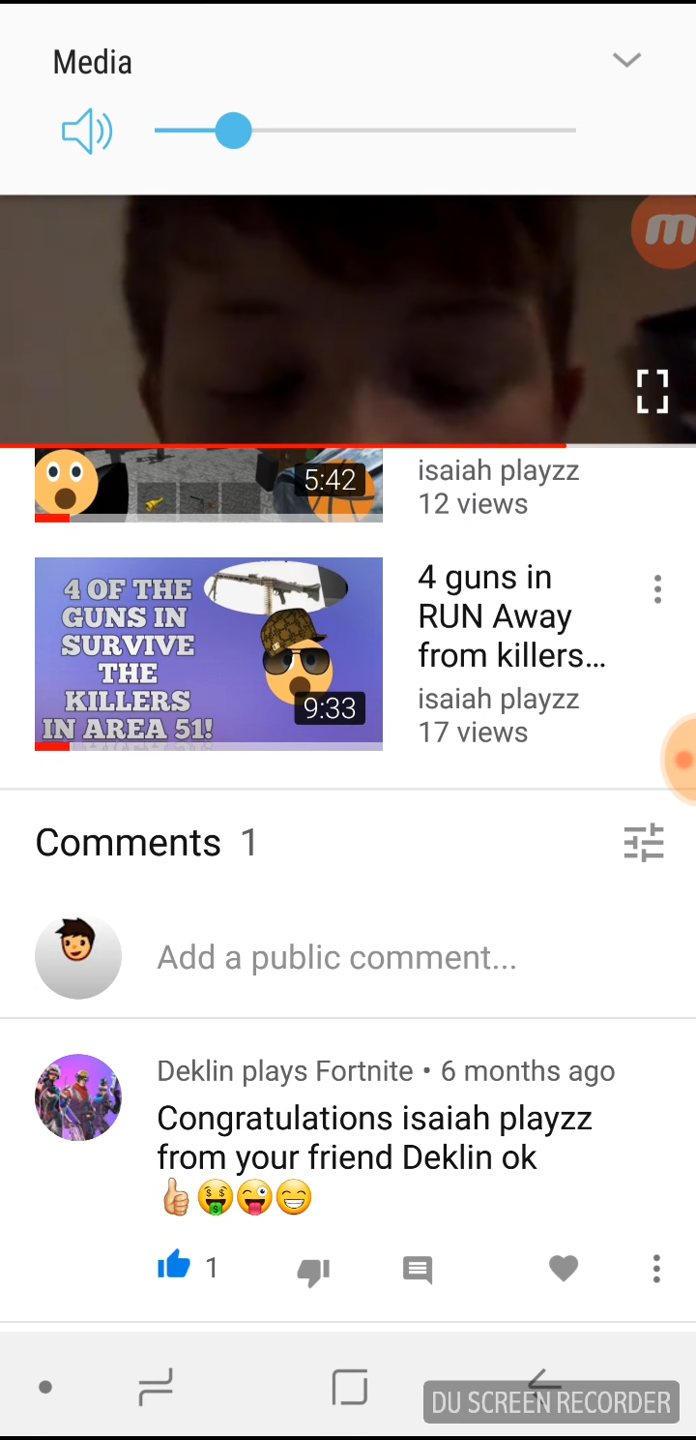 Media
m
5:42
isaiah playzz
12 views
4 OF THE
GUNS IN
SURVIVE
THE
KILLERS
IN AREA 51!
9:33
4 guns in
RUN Away
from killers...
isaiah playzz
17 views
Comments 1
Add a public comment...
Deklin plays Fortnite • 6 months ago
Congratulations isaiah playzz
from your friend Deklin ok
👍🏼🤑😜😁
1
DU SCREEN RECORDER